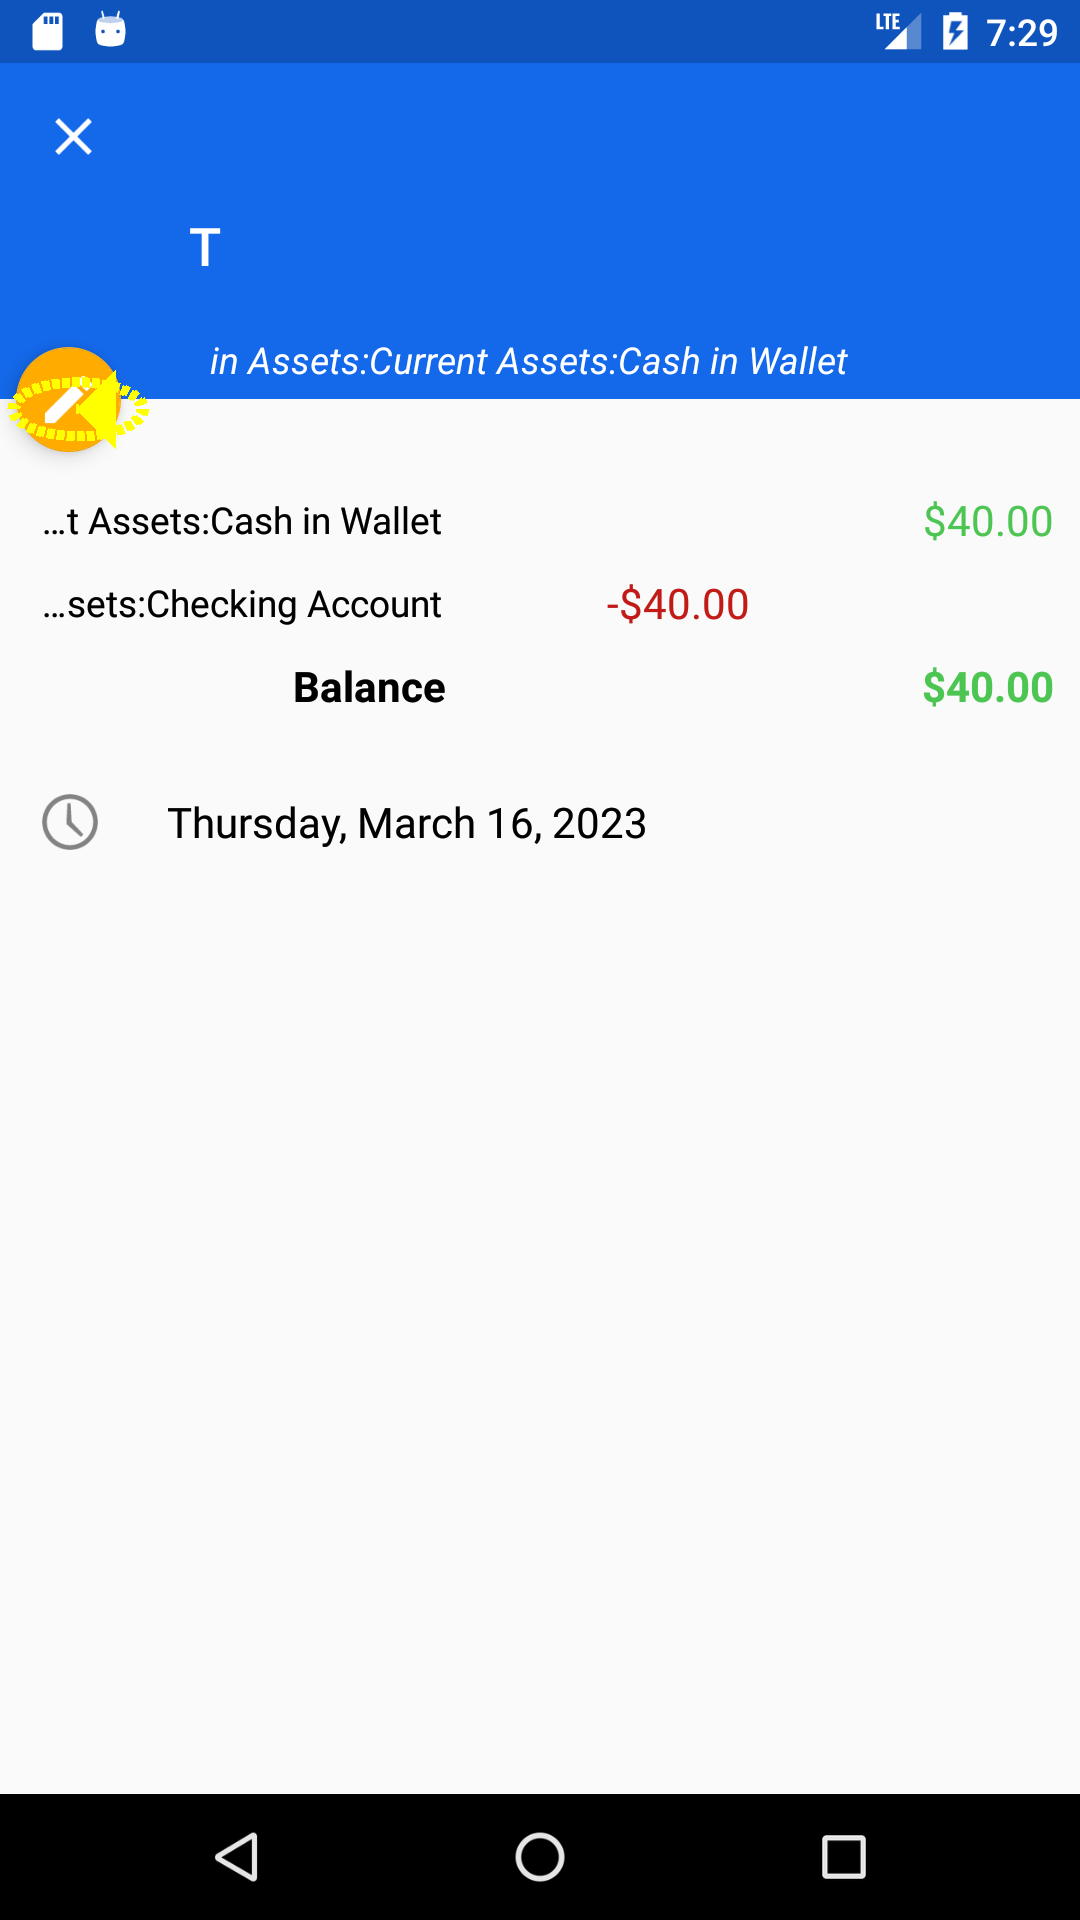 LTE 7:29
T
in Assets:Current Assets:Cash in Wallet
…t Assets:Cash in Wallet $40.00
…sets:Checking Account -$40.00
Balance $40.00
Thursday, March 16, 2023